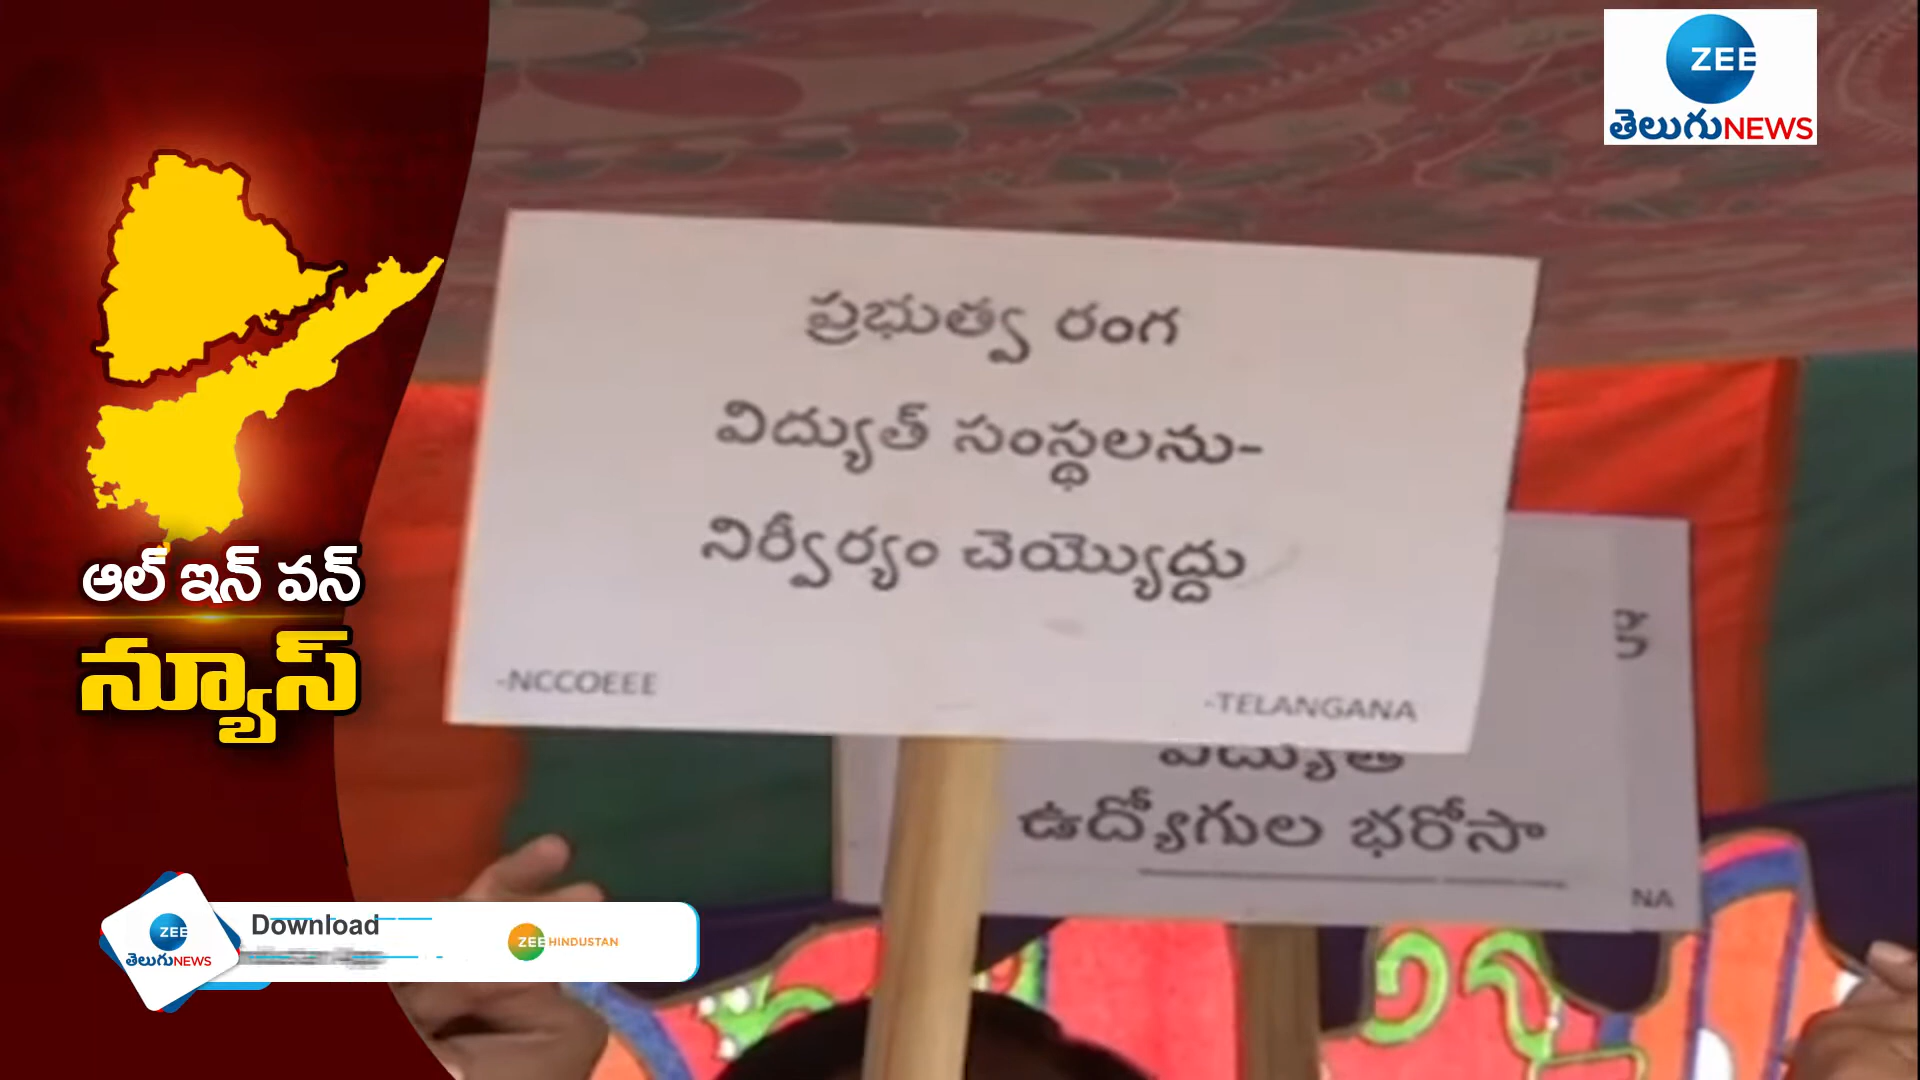 ZEE
తెలుగుNEWS
ప్రభుత్వ రంగ
విద్యుత్ సంస్థలను-
నిర్వీర్యం చెయ్యొద్దు
-NCCOEEE
-TELANGANA
విద్యుత్
ఉద్యోగుల భరోసా
NA
ఆల్ ఇన్ వన్
న్యూస్
ZEE
తెలుగుNEWS
Download
ZEE HINDUSTAN